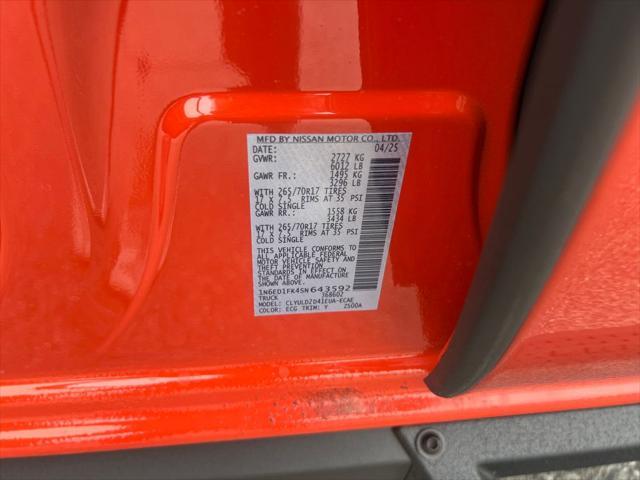 MFD BY NISSAN MOTOR CO., LTD.
DATE: 04/25
GVWR: 2727 KG
6012 LB
GAWR FR.: 1495 KG
3296 LB
WITH 265/70R17 TIRES
17 X 7.5 RIMS AT 35 PSI
COLD SINGLE
GAWR RR.: 1558 KG
3434 LB
WITH 265/70R17 TIRES
17 X 7.5 RIMS AT 35 PSI
COLD SINGLE
THIS VEHICLE CONFORMS TO
ALL APPLICABLE FEDERAL
MOTOR VEHICLE SAFETY AND
THEFT PREVENTION
STANDARDS IN EFFECT ON
THE DATE OF MANUFACTURE
SHOWN ABOVE.
1N6ED1FK4SN643592
TRUCK 368602
MODEL: CLYULDZD41EUA-ECAE
COLOR: ECG TRIM: Y 2500A